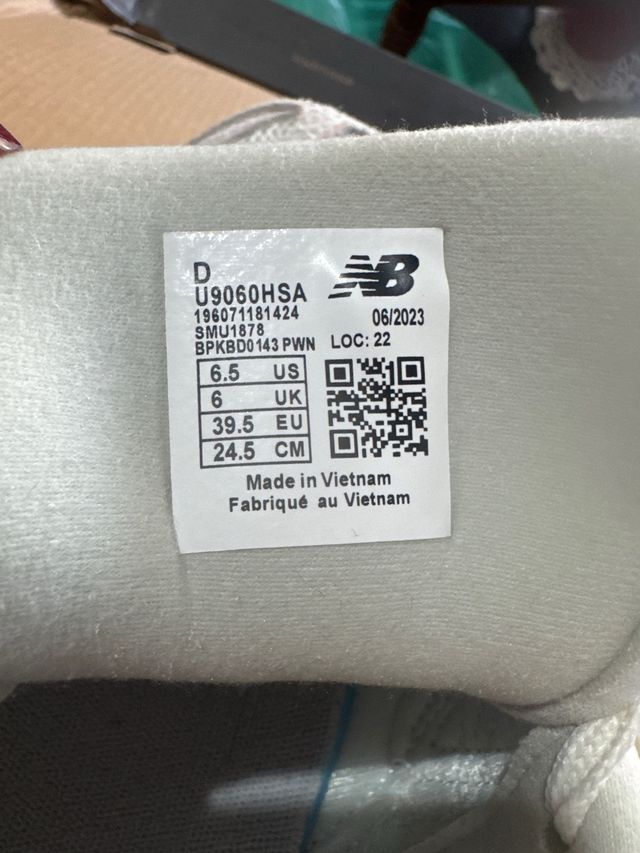 D
U9060HSA
NB
196071181424
06/2023
SMU1878
BPKBD0143 PWN LOC: 22
6.5 US
6 UK
39.5 EU
24.5 CM
Made in Vietnam
Fabriqué au Vietnam